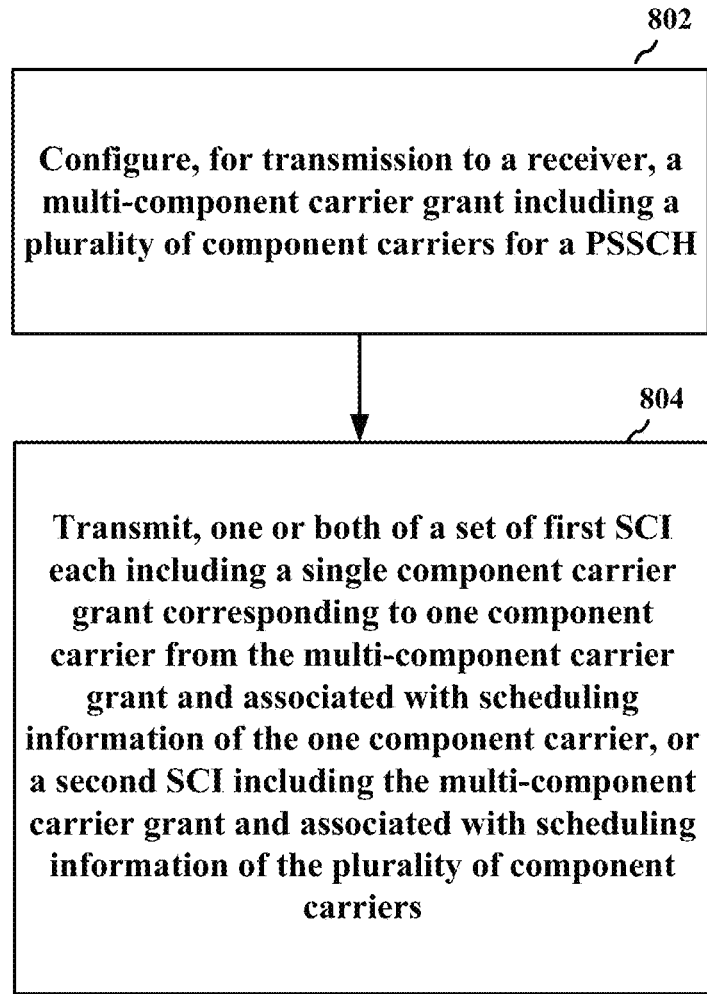 802
Configure, for transmission to a receiver, a
multi-component carrier grant including a
plurality of component carriers for a PSSCH
804
Transmit, one or both of a set of first SCI
each including a single component carrier
grant corresponding to one component
carrier from the multi-component carrier
grant and associated with scheduling
information of the one component carrier, or
a second SCI including the multi-component
carrier grant and associated with scheduling
information of the plurality of component
carriers